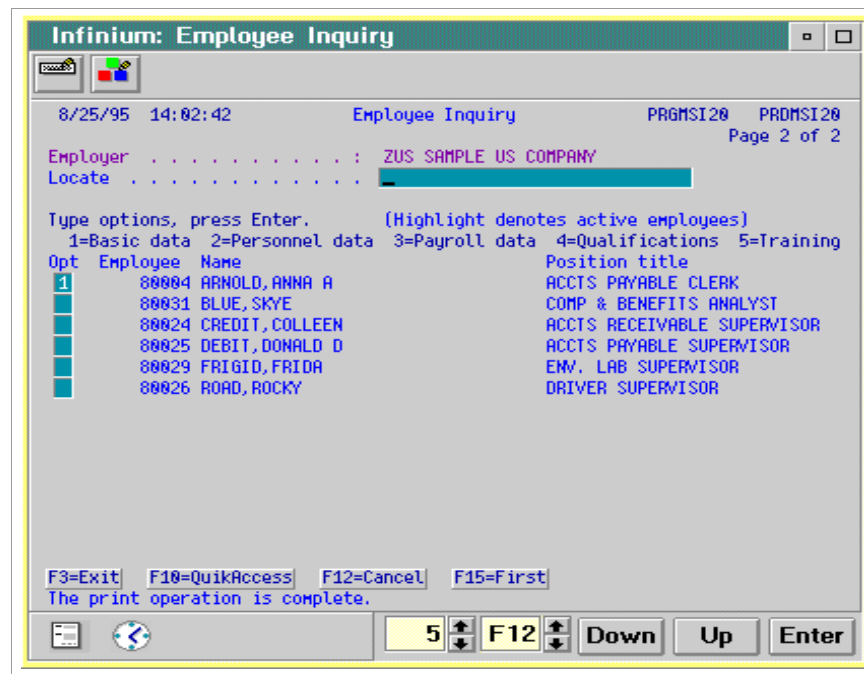 Infinium: Employee Inquiry
8/25/95 14:02:42 Employee Inquiry PRGMSI20 PRDMSI20
Page 2 of 2
Employer . . . . . . . . . . . : ZUS SAMPLE US COMPANY
Locate . . . . . . . . . . . .
Type options, press Enter. (Highlight denotes active employees)
1=Basic data 2=Personnel data 3=Payroll data 4=Qualifications 5=Training
Opt Employee Name Position title
1 80004 ARNOLD,ANNA A ACCTS PAYABLE CLERK
80031 BLUE,SKYE COMP & BENEFITS ANALYST
80024 CREDIT,COLLEEN ACCTS RECEIVABLE SUPERVISOR
80025 DEBIT,DONALD D ACCTS PAYABLE SUPERVISOR
80029 FRIGID,FRIDA ENV. LAB SUPERVISOR
80026 ROAD,ROCKY DRIVER SUPERVISOR
F3=Exit F10=QuikAccess F12=Cancel F15=First
The print operation is complete.
5 F12 Down Up Enter